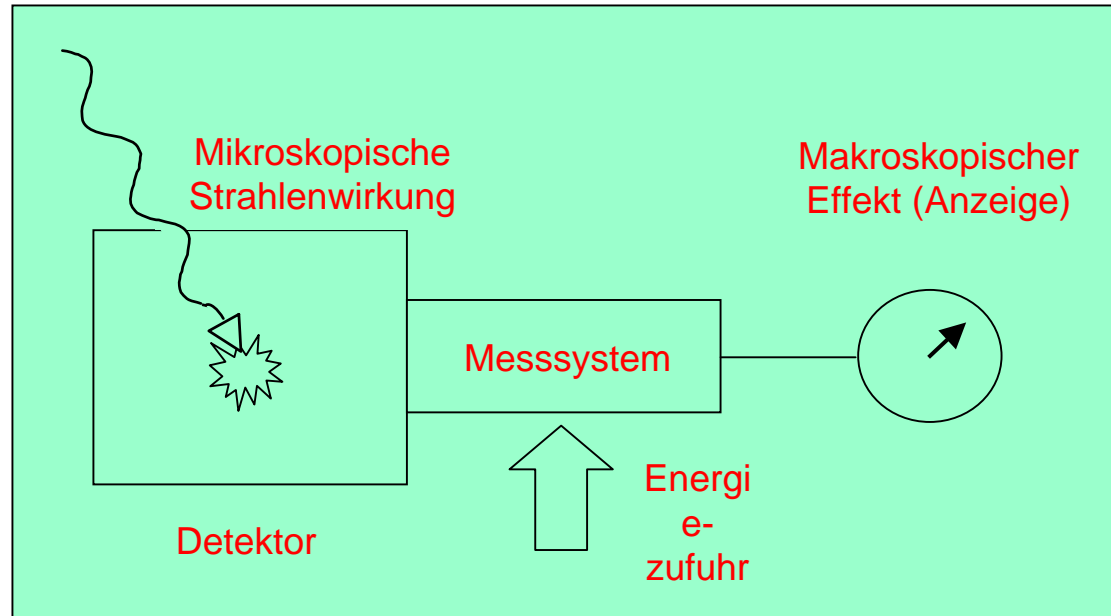 Mikroskopische
Strahlenwirkung
Makroskopischer
Effekt (Anzeige)
Messsystem
Energi
e-
zufuhr
Detektor